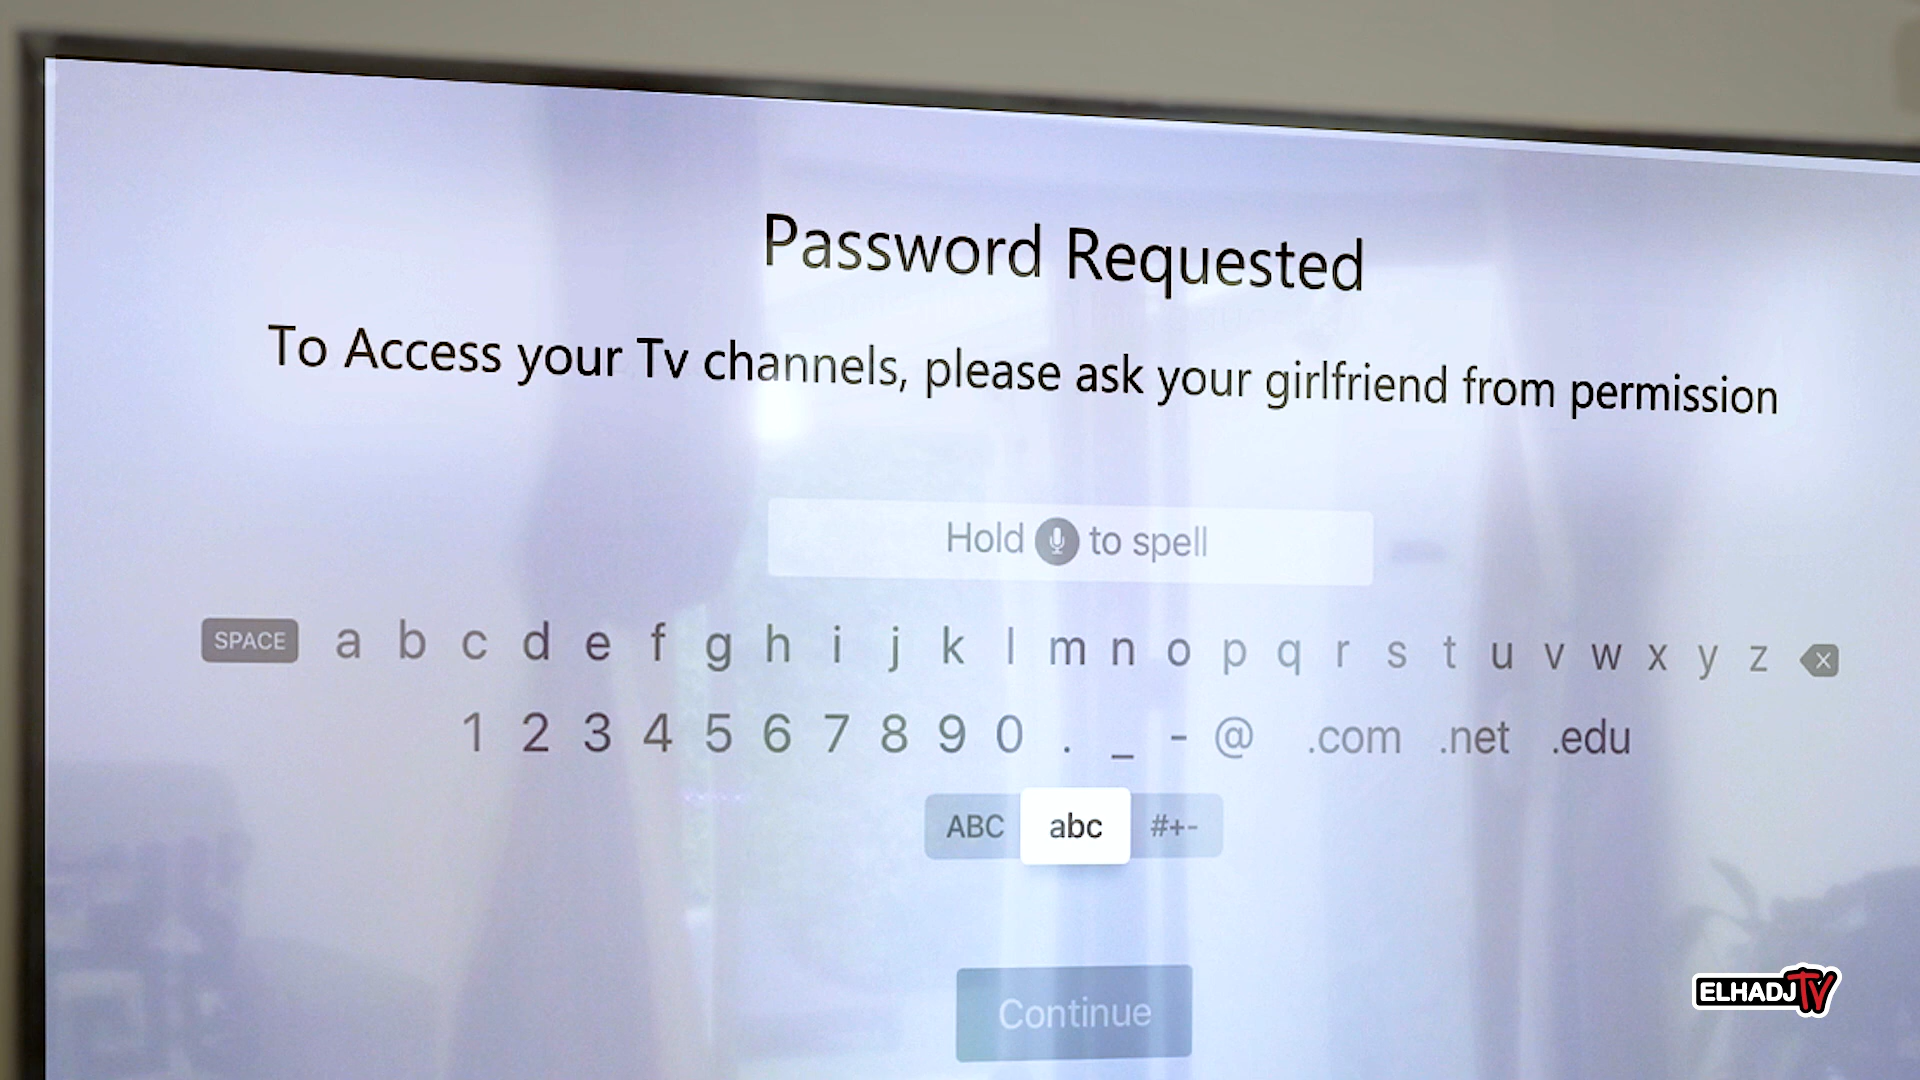 Password Requested
To Access your Tv channels, please ask your girlfriend from permission
Hold to spell
SPACE a b c d e f g h i j k l m n o p q r s t u v w x y z
1 2 3 4 5 6 7 8 9 0 . _ - @ .com .net .edu
ABC abc #+-
Continue
ELHADJTV